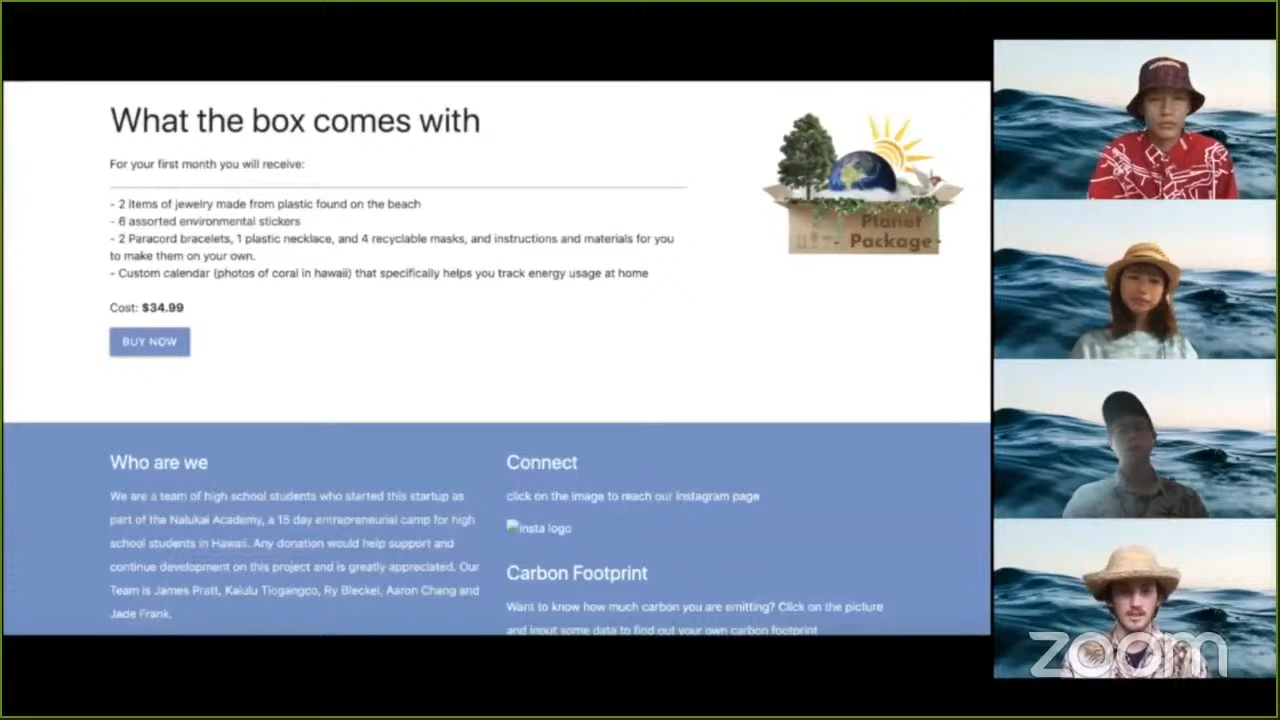 What the box comes with
For your first month you will receive:
- 2 Items of jewelry made from plastic found on the beach
- 6 assorted environmental stickers
- 2 Paracord bracelets, 1 plastic necklace, and 4 recyclable masks, and instructions and materials for you
to make them on your own.
- Custom calendar (photos of coral in hawaii) that specifically helps you track energy usage at home
Cost: $34.99
BUY NOW
Planet
Package
Who are we
We are a team of high school students who started this startup as
part of the Nalukai Academy, a 15 day entrepreneurial camp for high
school students in Hawaii. Any donation would help support and
continue development on this project and is greatly appreciated. Our
Team is James Pratt, Kaiulu Tiogangco, Ry Bleckel, Aaron Chang and
Jade Frank.
Connect
click on the image to reach our instagram page
insta logo
Carbon Footprint
Want to know how much carbon you are emitting? Click on the picture
and input some data to find out your own carbon footprint
zoom